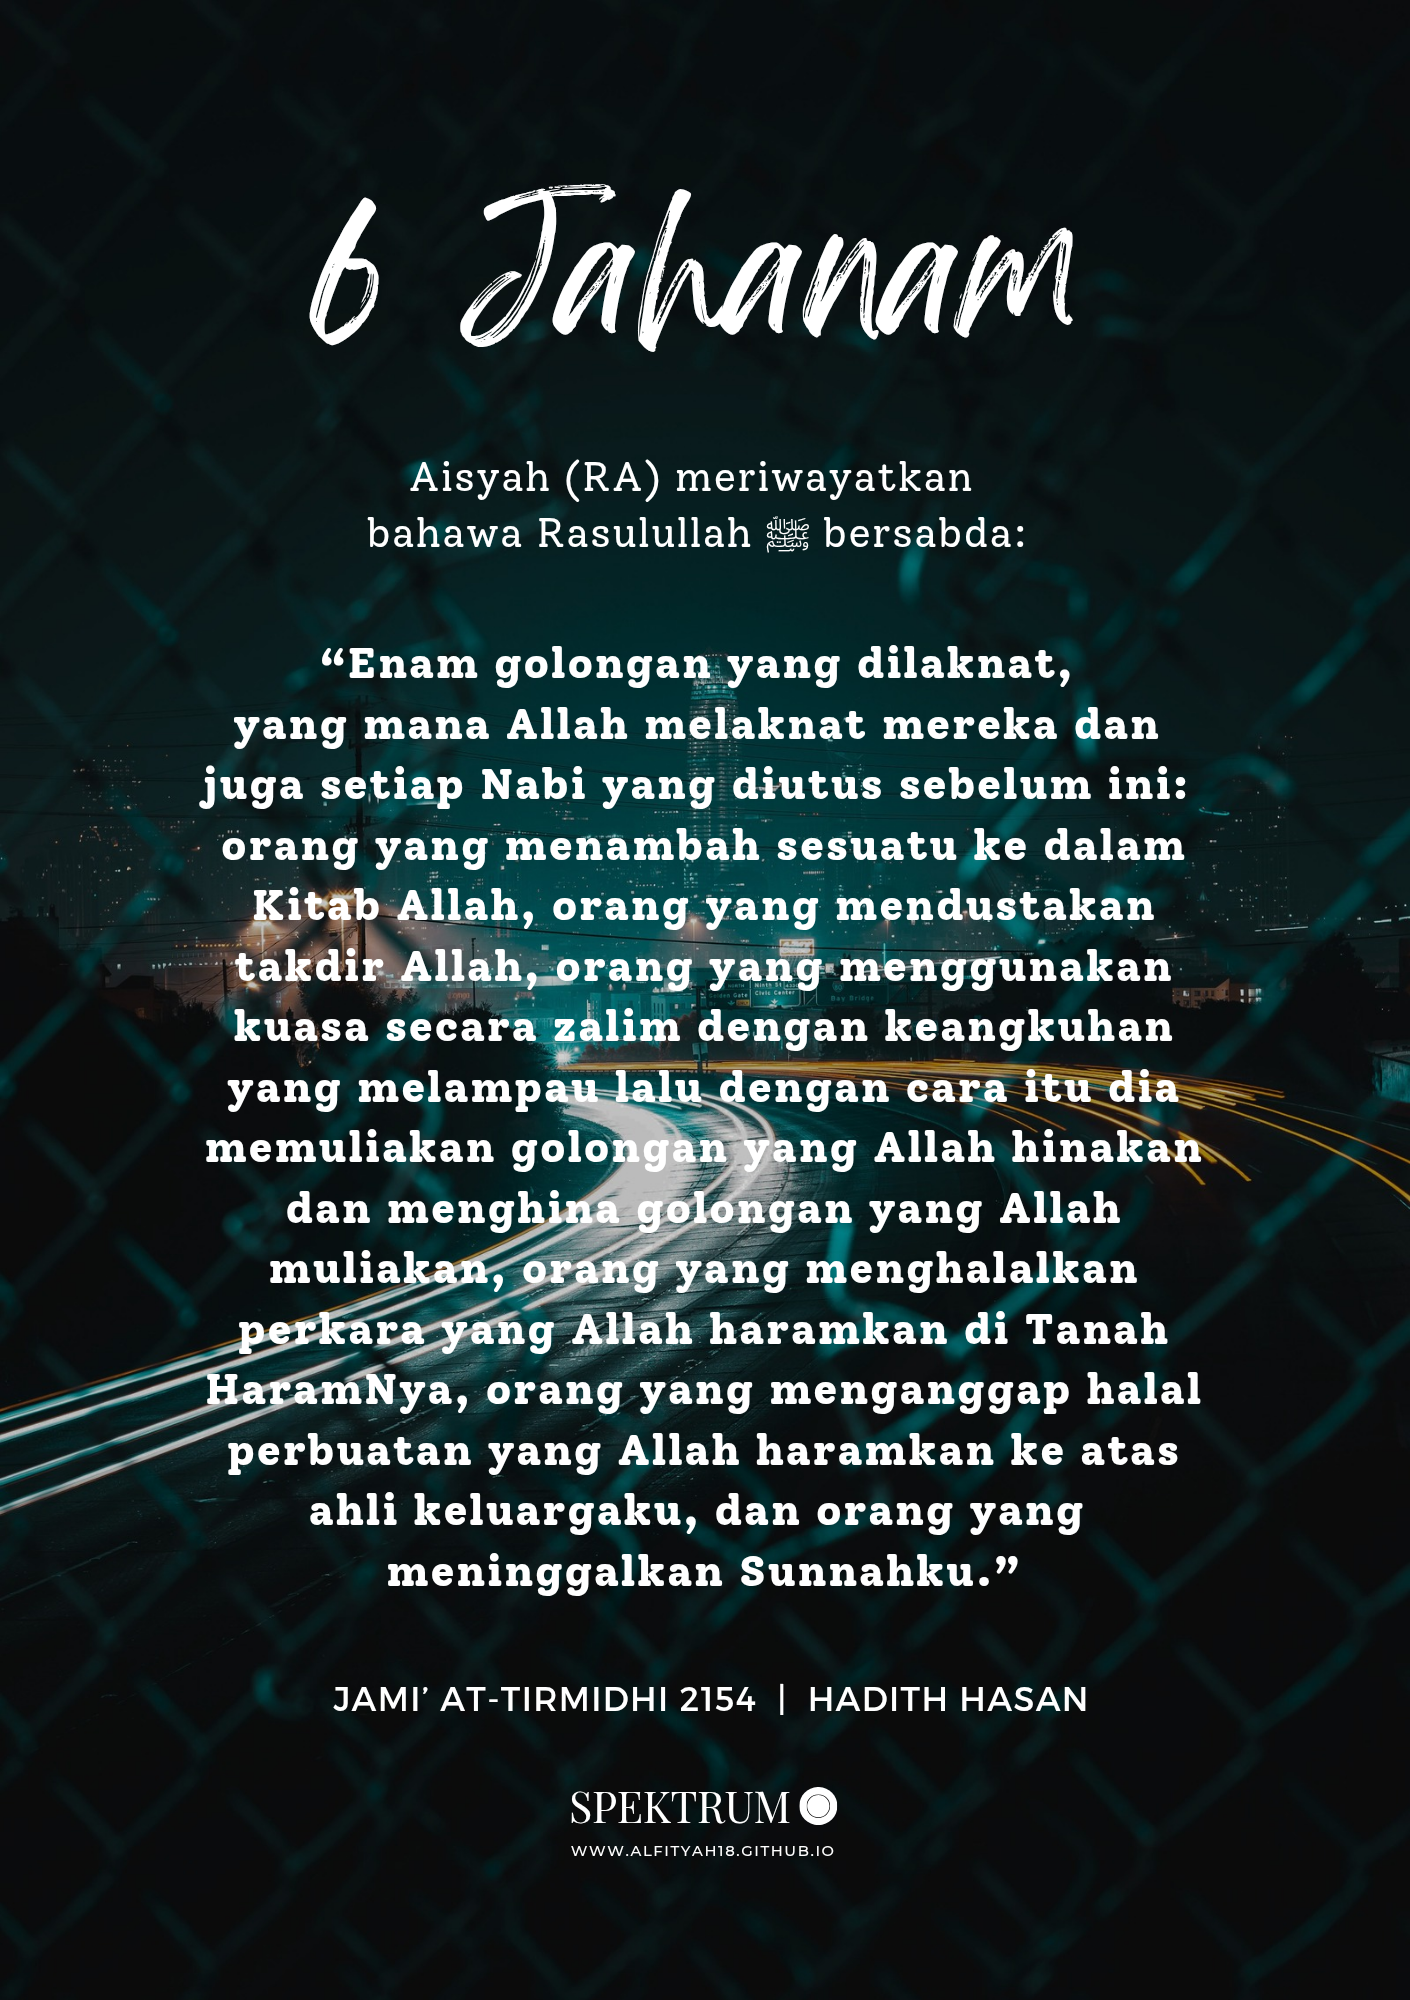 6 Jahanam
Aisyah (RA) meriwayatkan
bahawa Rasulullah ﷺ bersabda:
“Enam golongan yang dilaknat,
yang mana Allah melaknat mereka dan
juga setiap Nabi yang diutus sebelum ini:
orang yang menambah sesuatu ke dalam
Kitab Allah, orang yang mendustakan
takdir Allah, orang yang menggunakan
kuasa secara zalim dengan keangkuhan
yang melampau lalu dengan cara itu dia
memuliakan golongan yang Allah hinakan
dan menghina golongan yang Allah
muliakan, orang yang menghalalkan
perkara yang Allah haramkan di Tanah
HaramNya, orang yang menganggap halal
perbuatan yang Allah haramkan ke atas
ahli keluargaku, dan orang yang
meninggalkan Sunnahku.”
JAMI’ AT-TIRMIDHI 2154 | HADITH HASAN
SPEKTRUM
WWW.ALFITYAH18.GITHUB.IO